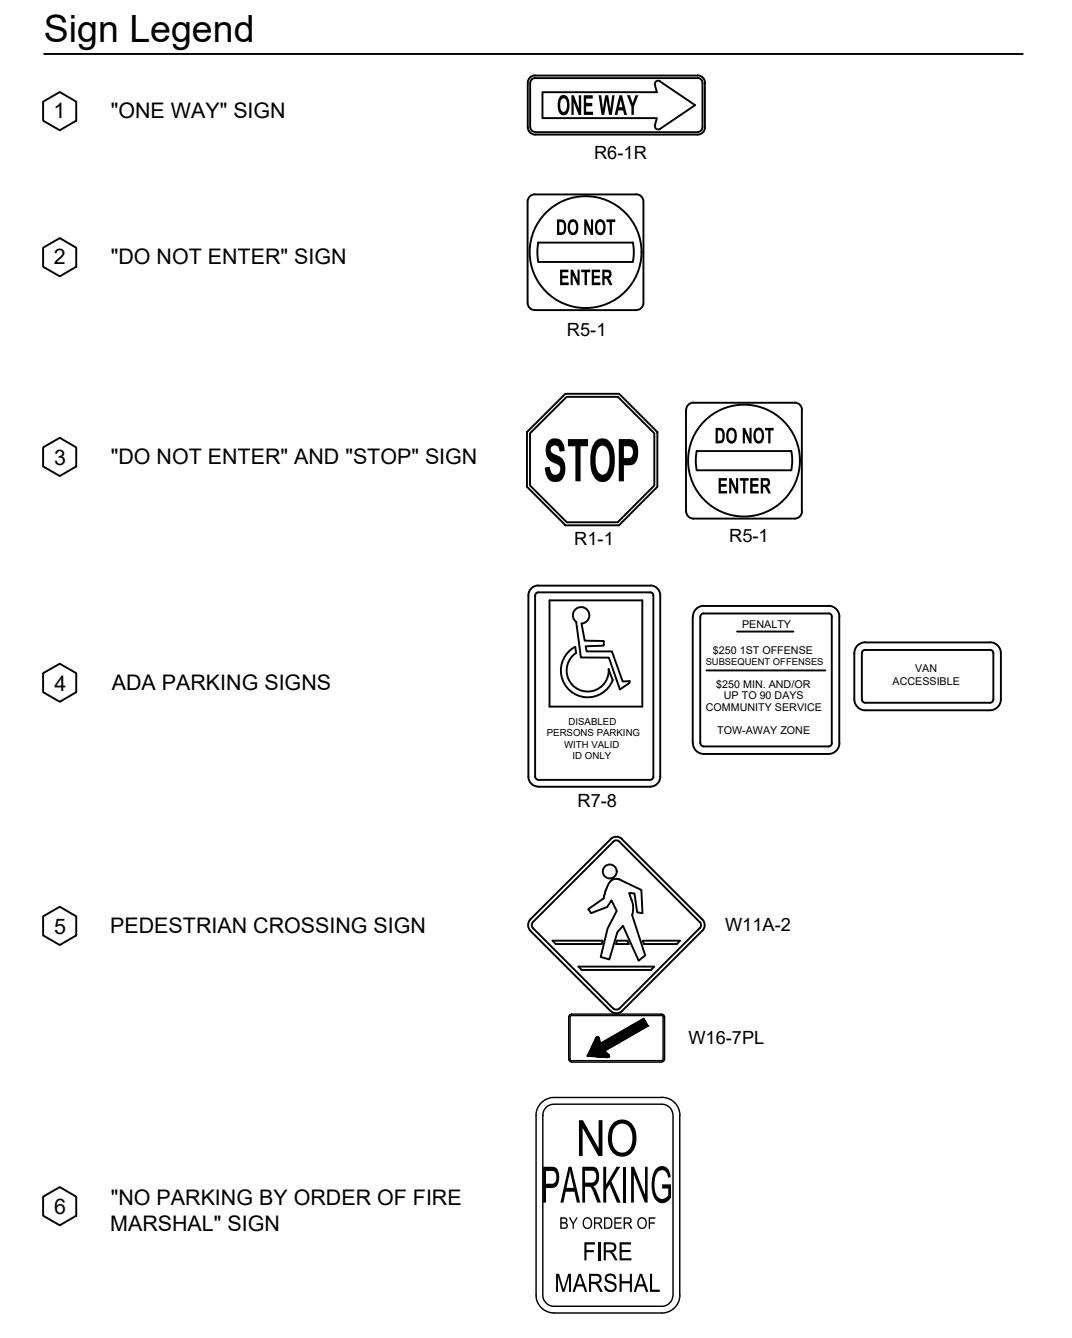 Sign Legend
1 "ONE WAY" SIGN
ONE WAY
R6-1R
2 "DO NOT ENTER" SIGN
DO NOT
ENTER
R5-1
3 "DO NOT ENTER" AND "STOP" SIGN
STOP
R1-1
DO NOT
ENTER
R5-1
4 ADA PARKING SIGNS
DISABLED
PERSONS PARKING
WITH VALID
ID ONLY
R7-8
PENALTY
$250 1ST OFFENSE
SUBSEQUENT OFFENSES
$250 MIN. AND/OR
UP TO 90 DAYS
COMMUNITY SERVICE
TOW-AWAY ZONE
VAN
ACCESSIBLE
5 PEDESTRIAN CROSSING SIGN
W11A-2
W16-7PL
6 "NO PARKING BY ORDER OF FIRE
MARSHAL" SIGN
NO
PARKING
BY ORDER OF
FIRE
MARSHAL